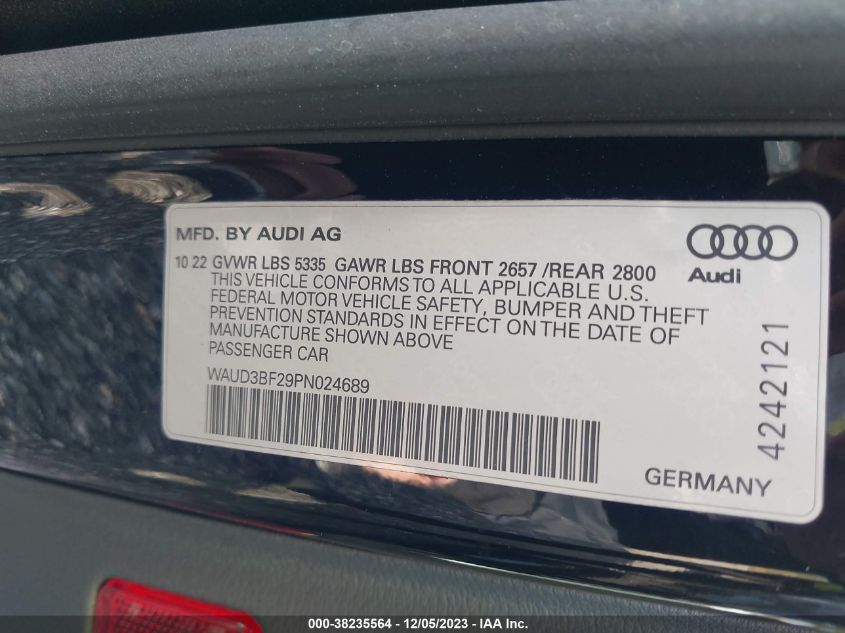 MFD. BY AUDI AG
Audi
10 22 GVWR LBS 5335 GAWR LBS FRONT 2657 /REAR 2800
THIS VEHICLE CONFORMS TO ALL APPLICABLE U.S.
FEDERAL MOTOR VEHICLE SAFETY, BUMPER AND THEFT
PREVENTION STANDARDS IN EFFECT ON THE DATE OF
MANUFACTURE SHOWN ABOVE
PASSENGER CAR
WAUD3BF29PN024689
4242121
GERMANY
000-38235564 - 12/05/2023 - IAA Inc.